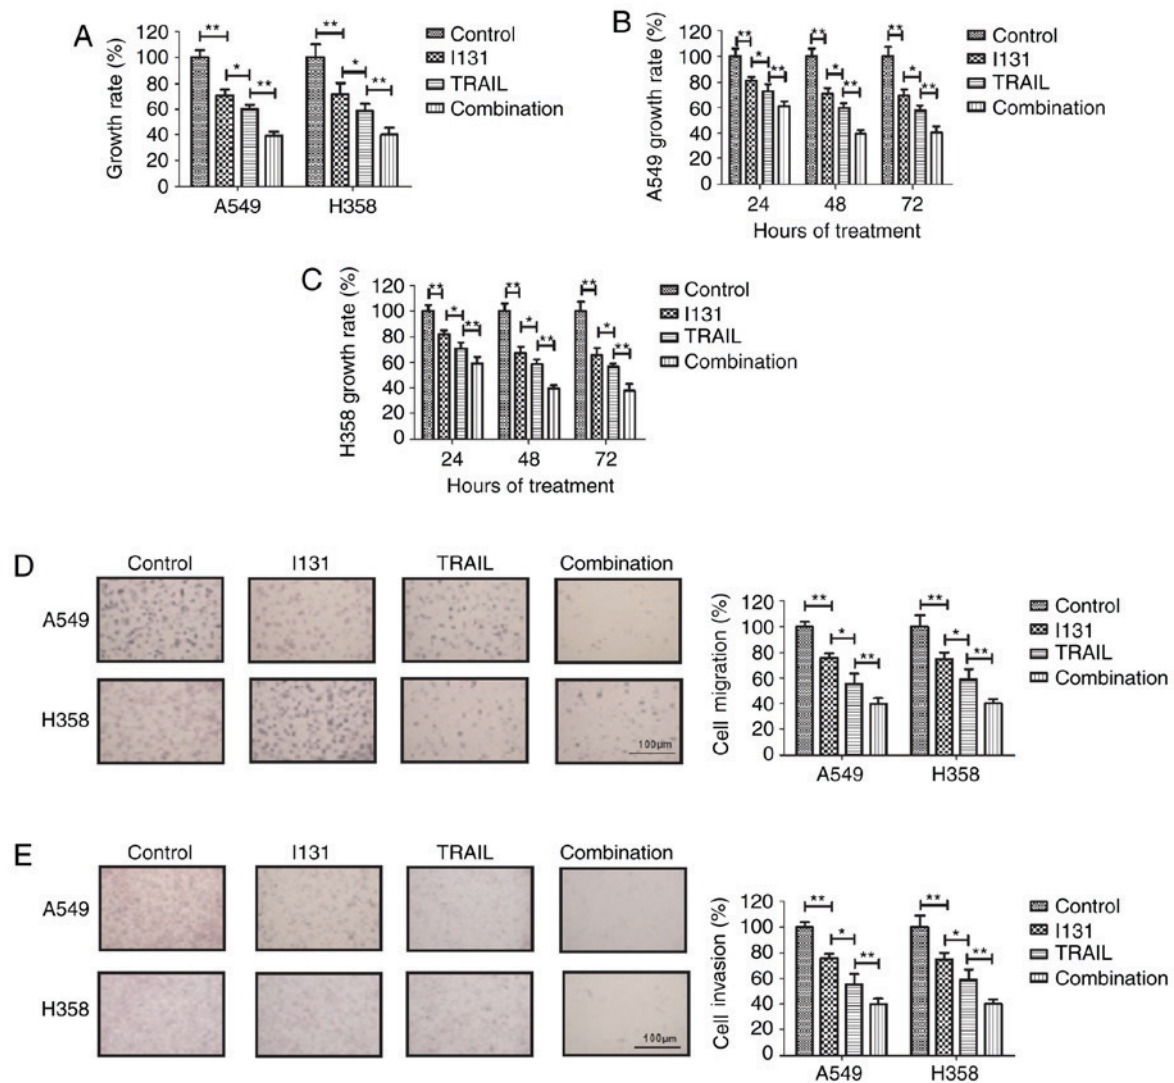 A
Growth rate (%)
120
100
80
60
40
20
0
** * **
** * **
A549 H358
Control
I131
TRAIL
Combination
B
A549 growth rate (%)
120
100
80
60
40
20
0
** * **
** * **
** * **
24 48 72
Hours of treatment
Control
I131
TRAIL
Combination
C
H358 growth rate (%)
120
100
80
60
40
20
0
** * **
** * **
** * **
24 48 72
Hours of treatment
Control
I131
TRAIL
Combination
D
Control I131 TRAIL Combination
A549
H358
100µm
Cell migration (%)
120
100
80
60
40
20
0
** * **
** * **
A549 H358
Control
I131
TRAIL
Combination
E
Control I131 TRAIL Combination
A549
H358
100µm
Cell invasion (%)
120
100
80
60
40
20
0
** * **
** * **
A549 H358
Control
I131
TRAIL
Combination